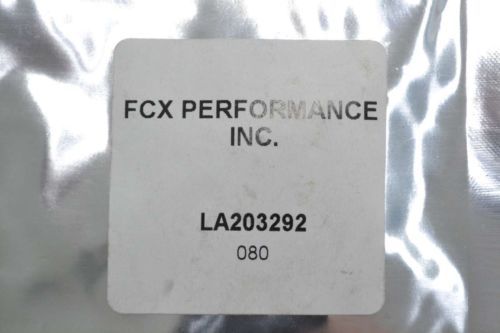 FCX PERFORMANCE
INC.
LA203292
080